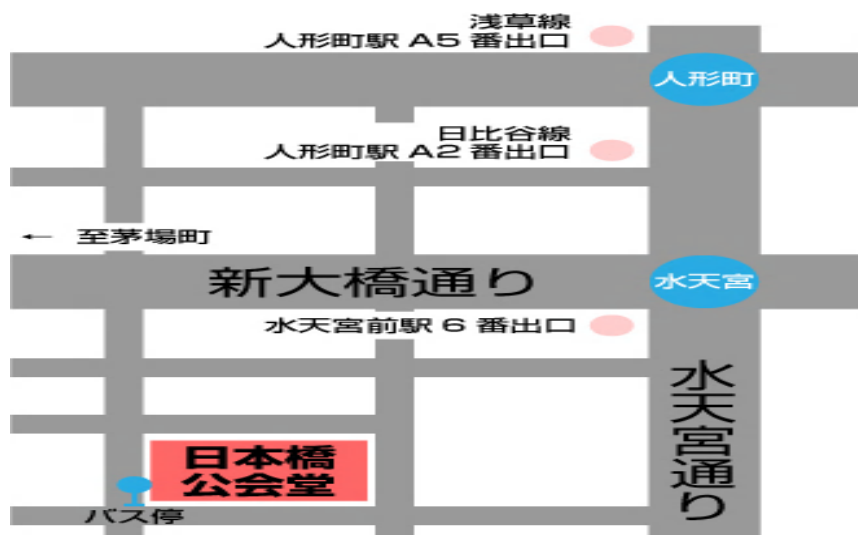 浅草線
人形町駅 A5 番出口
人形町
日比谷線
人形町駅 A2 番出口
← 至茅場町
新大橋通り
水天宮
水天宮前駅 6 番出口
水天宮通り
日本橋
公会堂
バス停